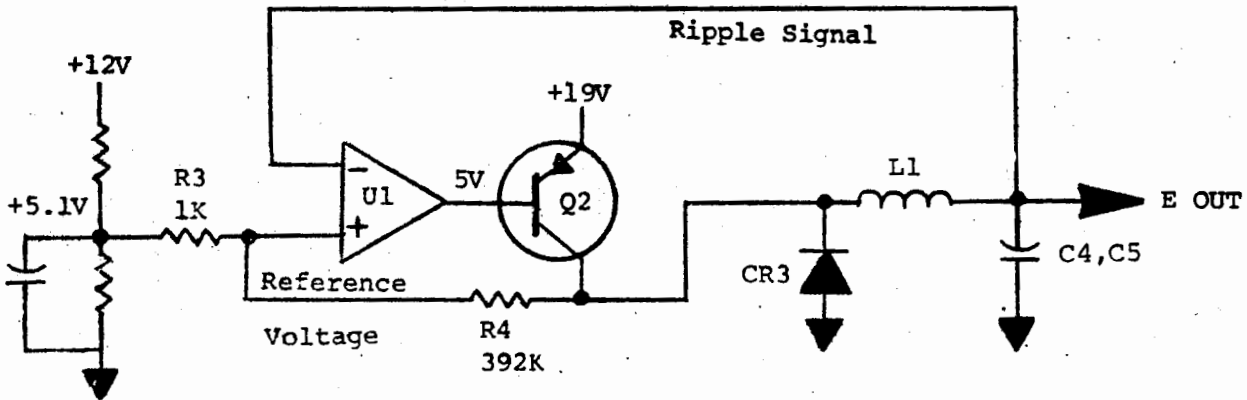 Ripple Signal
+12V
+19V
L1
R3
1K
5V
U1
Q2
+5.1V
E OUT
−
+
Reference
Voltage
R4
392K
CR3
C4,C5